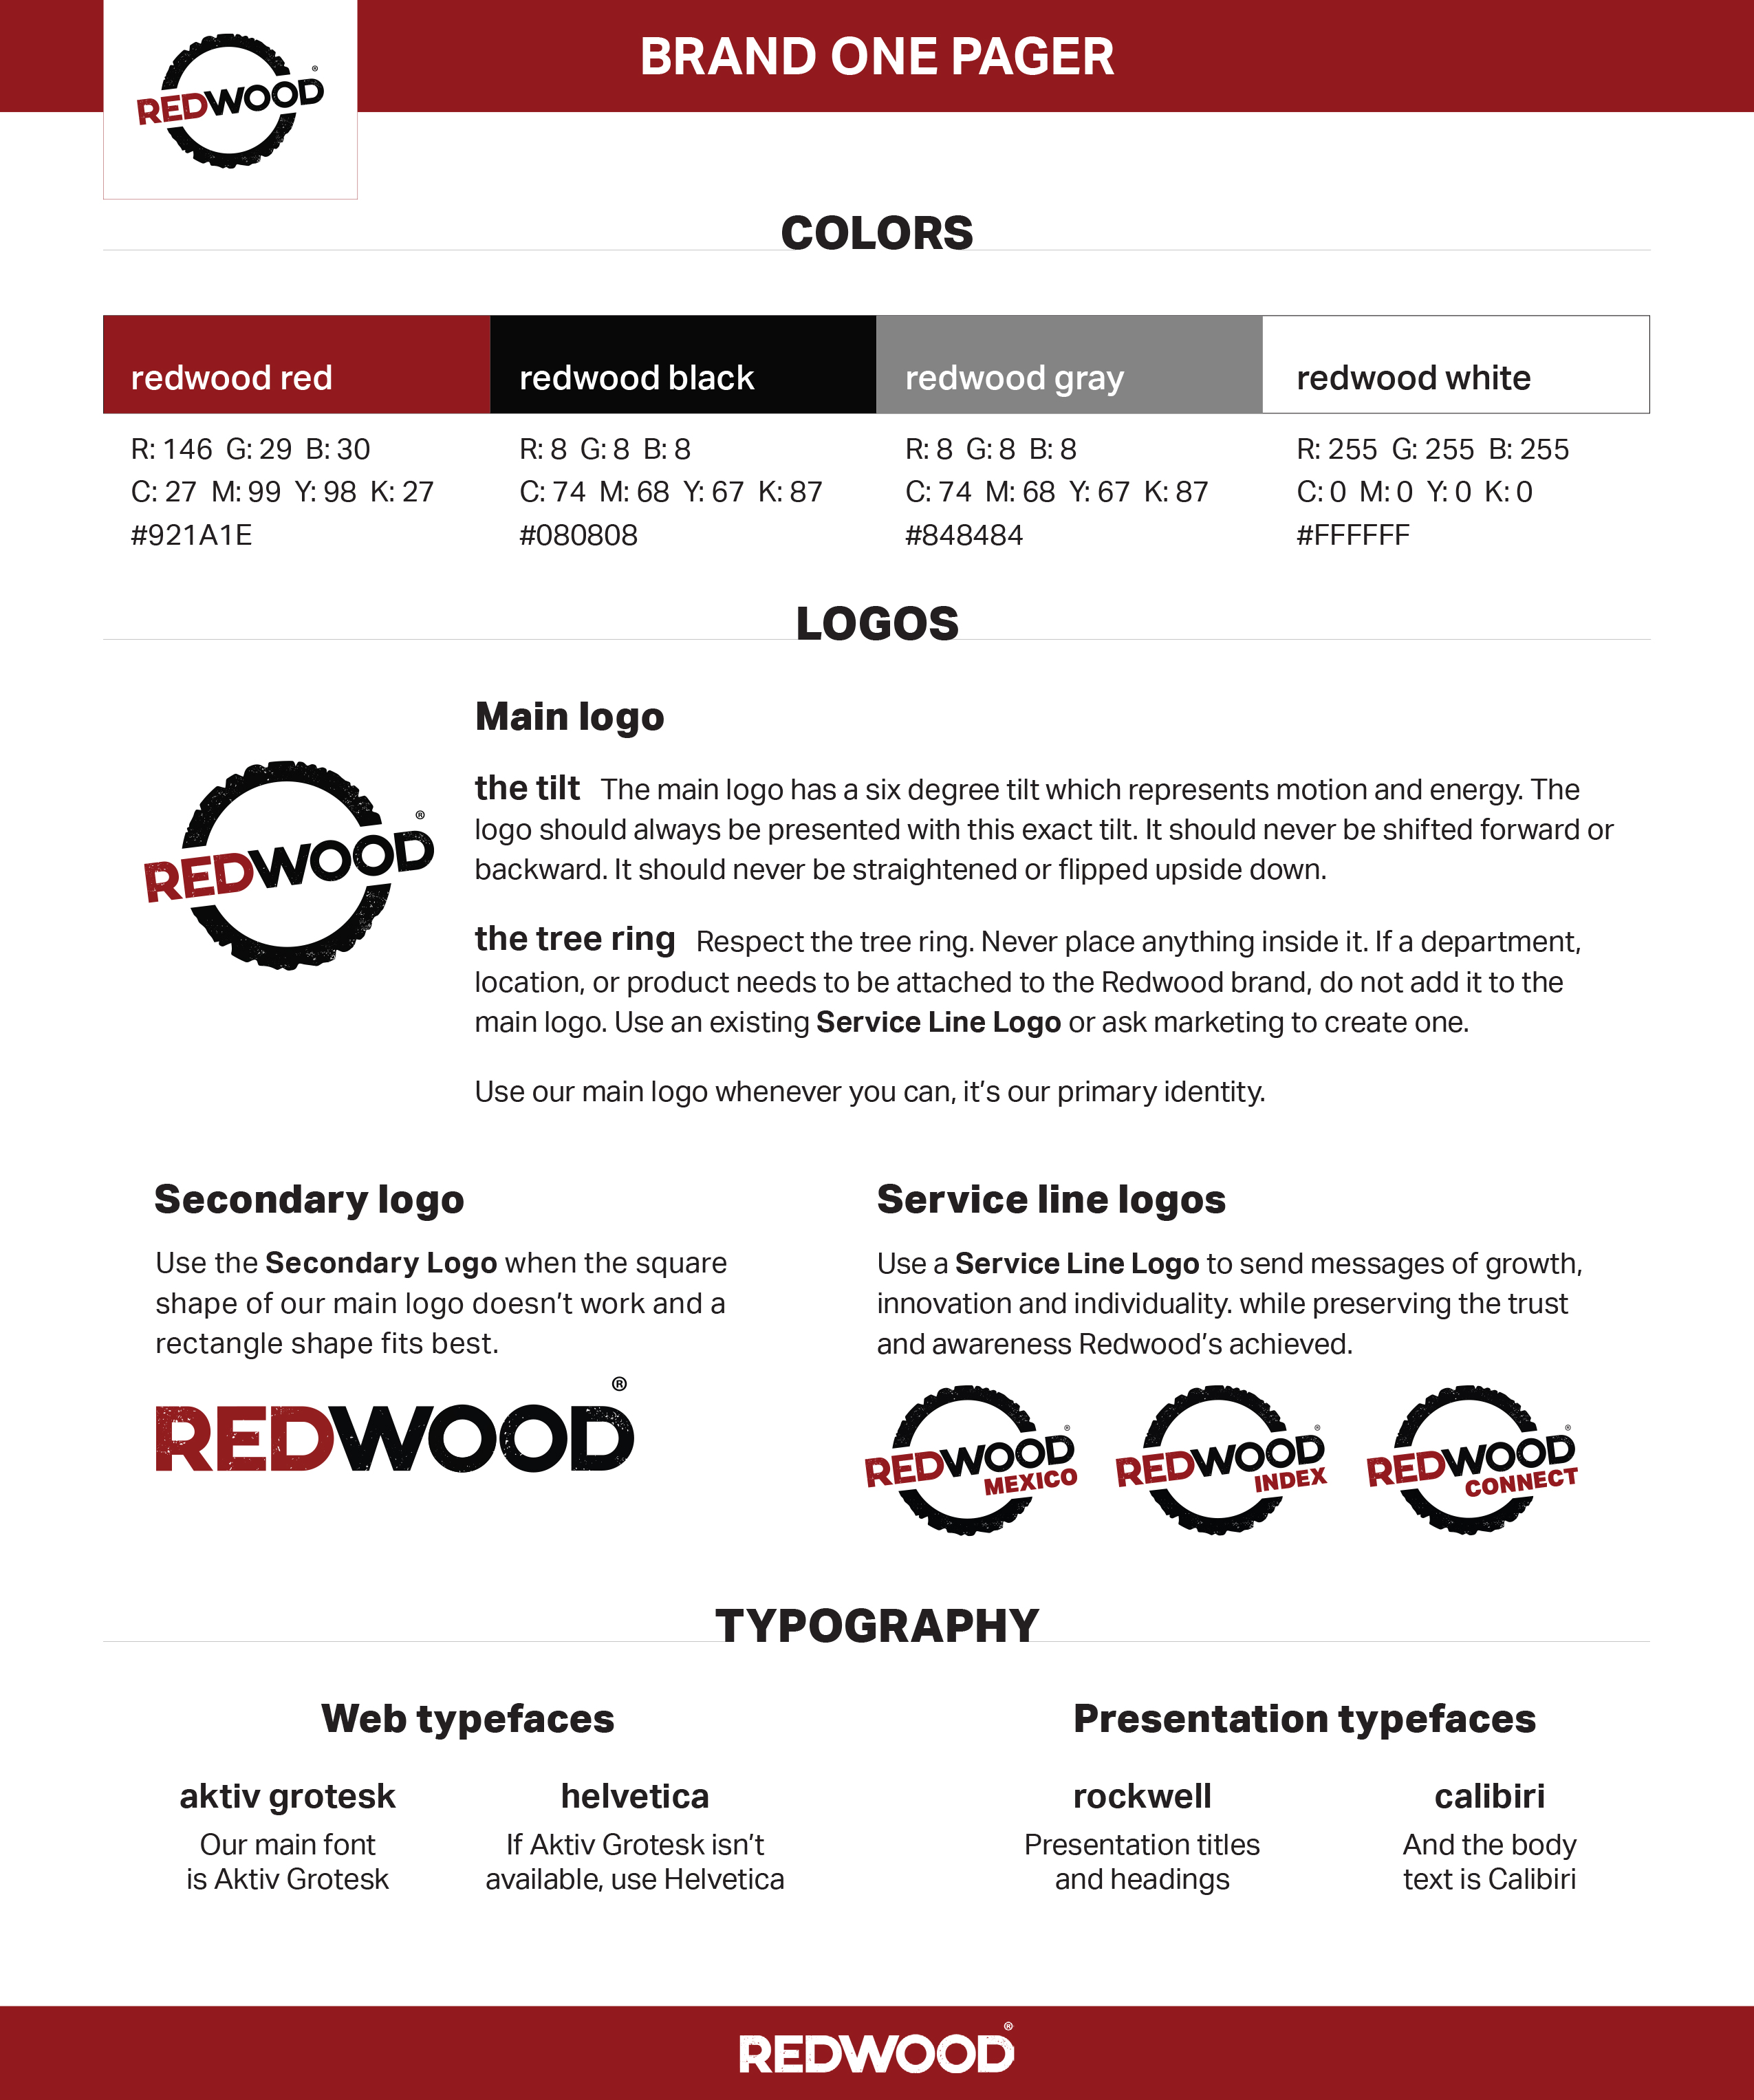 BRAND ONE PAGER
REDWOOD®
COLORS
redwood red
redwood black
redwood gray
redwood white
R: 146 G: 29 B: 30
C: 27 M: 99 Y: 98 K: 27
#921A1E
R: 8 G: 8 B: 8
C: 74 M: 68 Y: 67 K: 87
#080808
R: 8 G: 8 B: 8
C: 74 M: 68 Y: 67 K: 87
#848484
R: 255 G: 255 B: 255
C: 0 M: 0 Y: 0 K: 0
#FFFFFF
LOGOS
REDWOOD®
Main logo
the tilt The main logo has a six degree tilt which represents motion and energy. The
logo should always be presented with this exact tilt. It should never be shifted forward or
backward. It should never be straightened or flipped upside down.
the tree ring Respect the tree ring. Never place anything inside it. If a department,
location, or product needs to be attached to the Redwood brand, do not add it to the
main logo. Use an existing Service Line Logo or ask marketing to create one.
Use our main logo whenever you can, it's our primary identity.
Secondary logo
Use the Secondary Logo when the square
shape of our main logo doesn't work and a
rectangle shape fits best.
REDWOOD®
Service line logos
Use a Service Line Logo to send messages of growth,
innovation and individuality. while preserving the trust
and awareness Redwood's achieved.
REDWOOD®
MEXICO
REDWOOD®
INDEX
REDWOOD®
CONNECT
TYPOGRAPHY
Web typefaces
aktiv grotesk
Our main font
is Aktiv Grotesk
helvetica
If Aktiv Grotesk isn't
available, use Helvetica
Presentation typefaces
rockwell
Presentation titles
and headings
calibiri
And the body
text is Calibiri
REDWOOD®